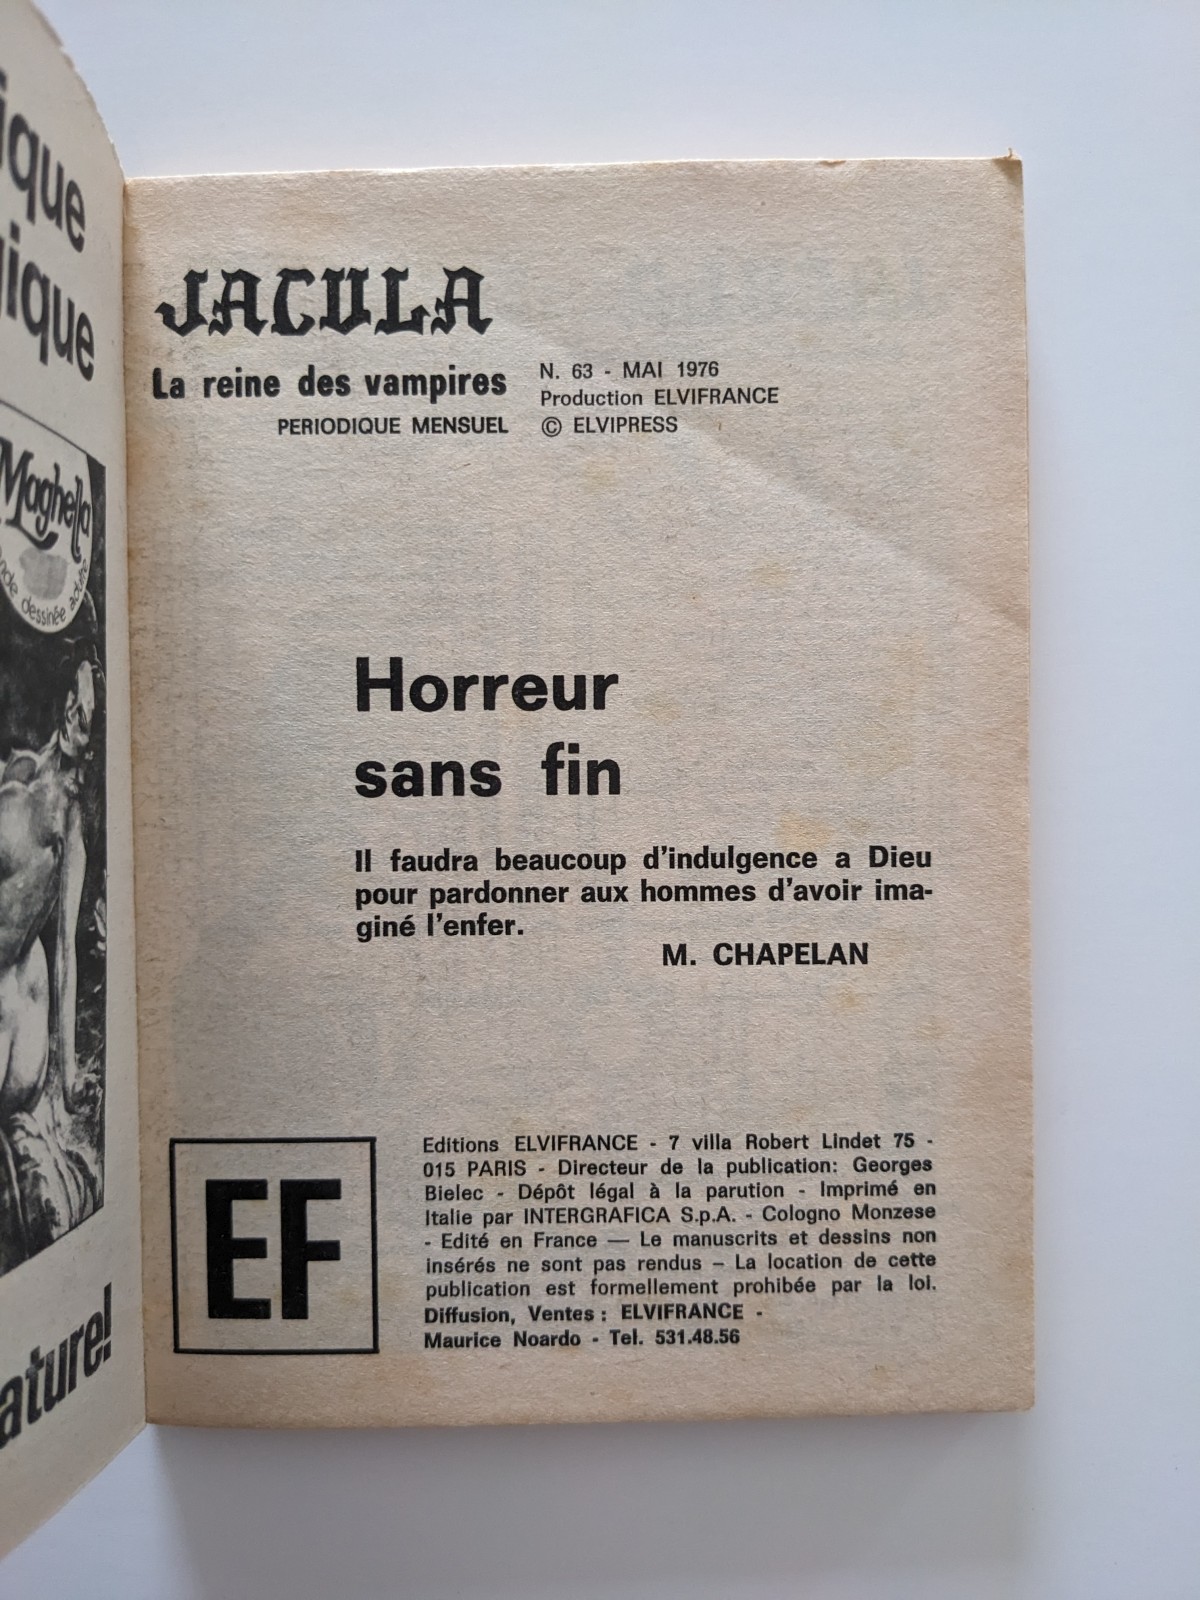 Maghella
dessinée adulte
JACULA
La reine des vampires
PERIODIQUE MENSUEL
N. 63 - MAI 1976
Production ELVIFRANCE
© ELVIPRESS
Horreur
sans fin
Il faudra beaucoup d'indulgence a Dieu
pour pardonner aux hommes d'avoir ima-
giné l'enfer.
M. CHAPELAN
EF
Editions ELVIFRANCE - 7 villa Robert Lindet 75 -
015 PARIS - Directeur de la publication: Georges
Bielec - Dépôt légal à la parution - Imprimé en
Italie par INTERGRAFICA S.p.A. - Cologno Monzese
- Edité en France — Le manuscrits et dessins non
insérés ne sont pas rendus – La location de cette
publication est formellement prohibée par la loi.
Diffusion, Ventes : ELVIFRANCE -
Maurice Noardo - Tel. 531.48.56